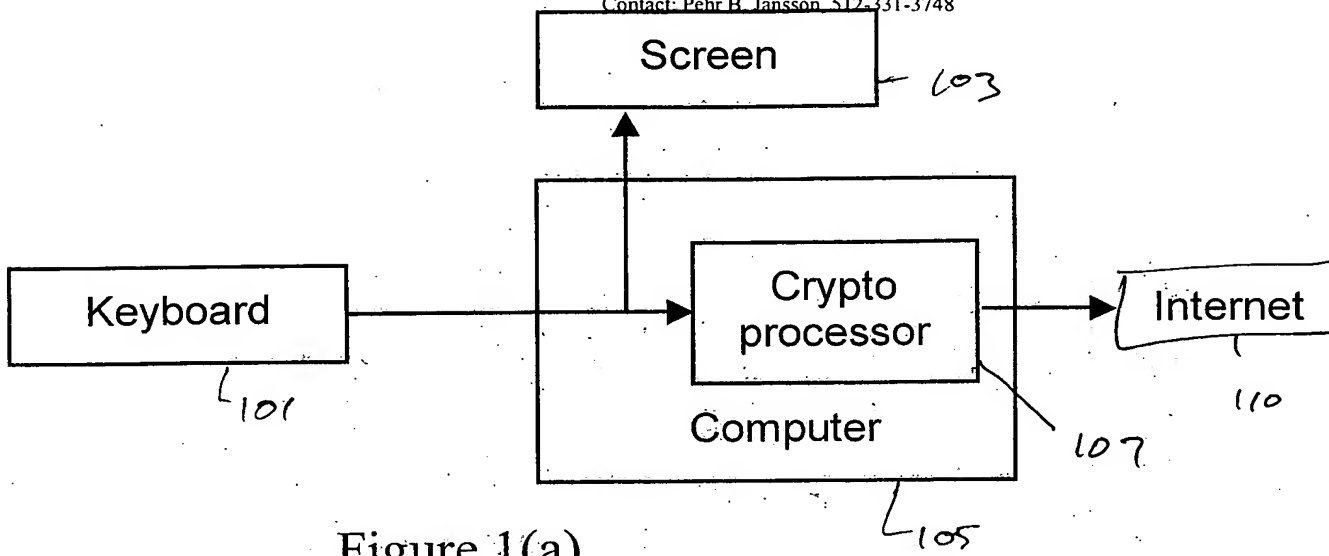 Contact: Pehr B. Jansson, 512-331-3748
Screen
103
Keyboard
101
Crypto
processor
107
Computer
105
Internet
110
Figure 1(a)